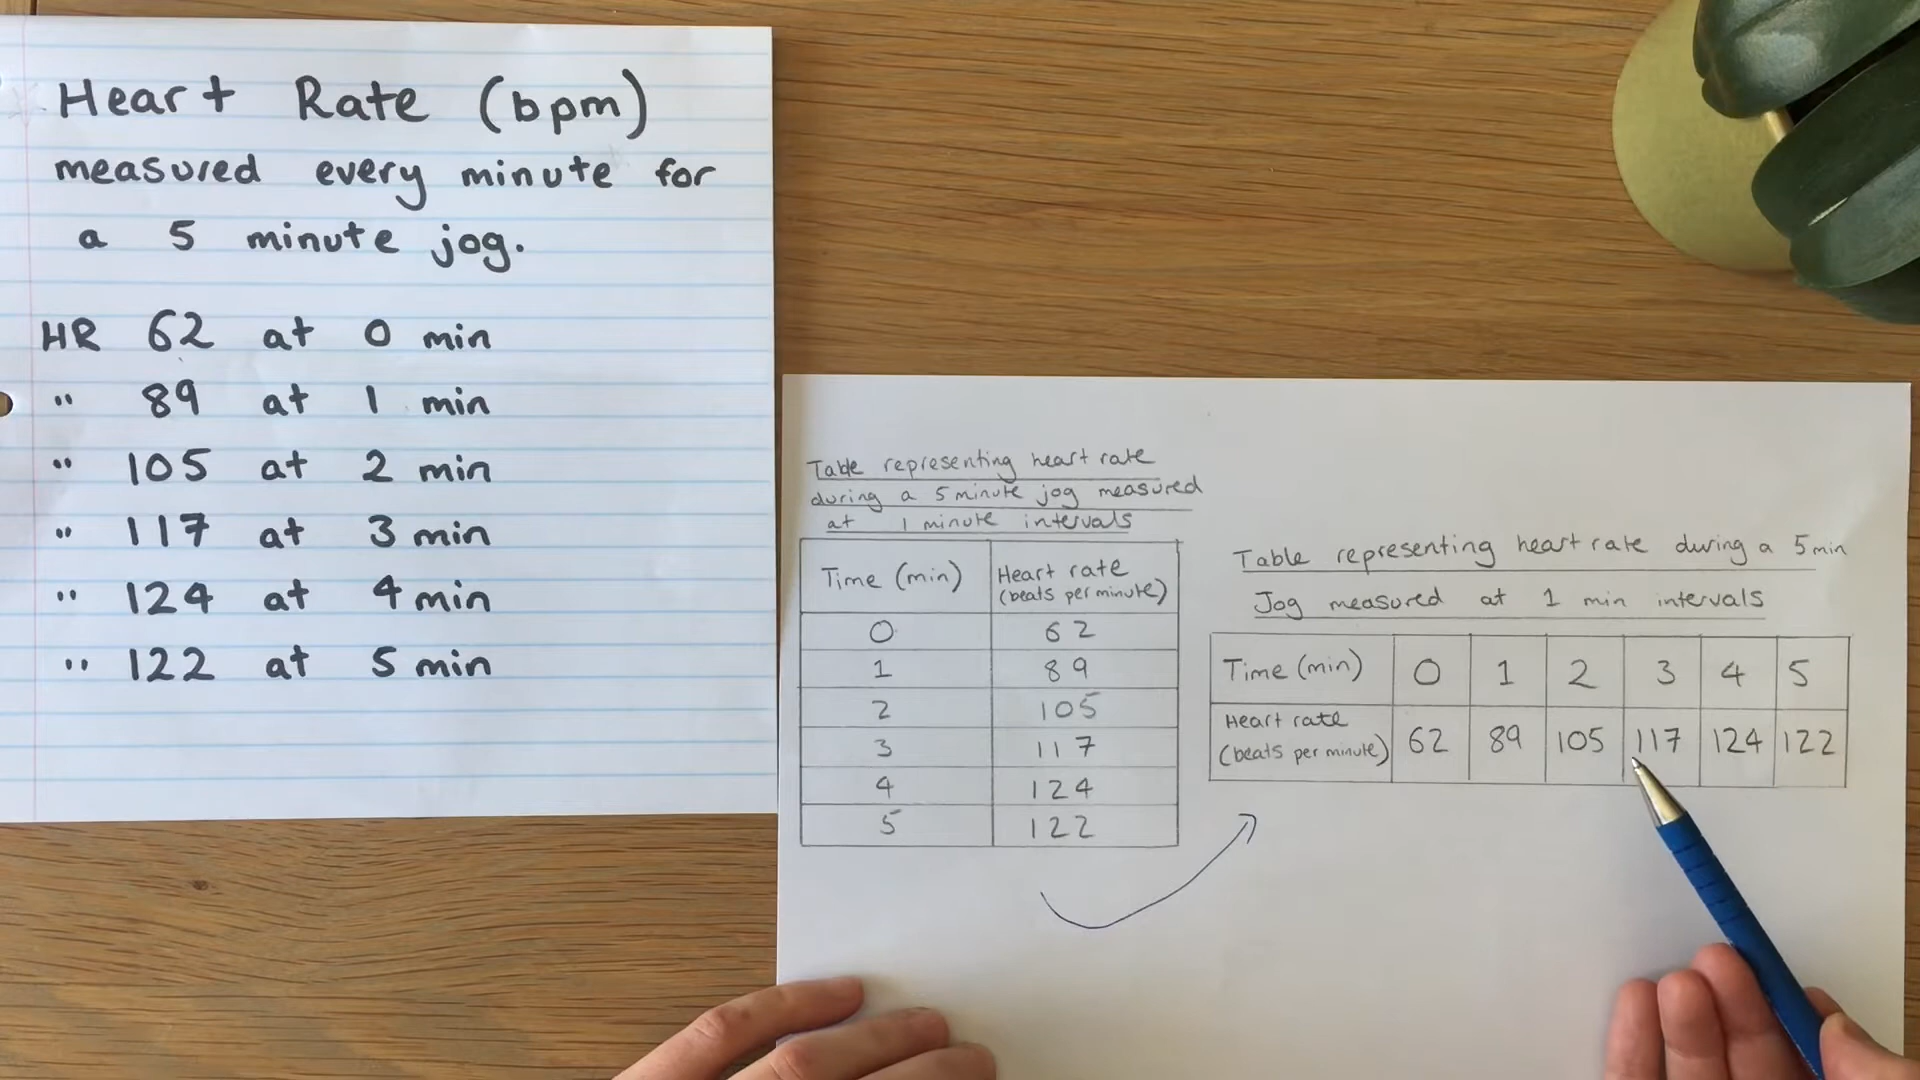 Heart Rate (bpm)
measured every minute for
a 5 minute jog.
HR 62 at 0 min
" 89 at 1 min
" 105 at 2 min
" 117 at 3 min
" 124 at 4 min
" 122 at 5 min
Table representing heart rate
during a 5 minute jog measured
at 1 minute intervals
Time (min) Heart rate
(beats per minute)
0 62
1 89
2 105
3 117
4 124
5 122
Table representing heart rate during a 5 min
Jog measured at 1 min intervals
Time (min) 0 1 2 3 4 5
Heart rate
(beats per minute) 62 89 105 117 124 122